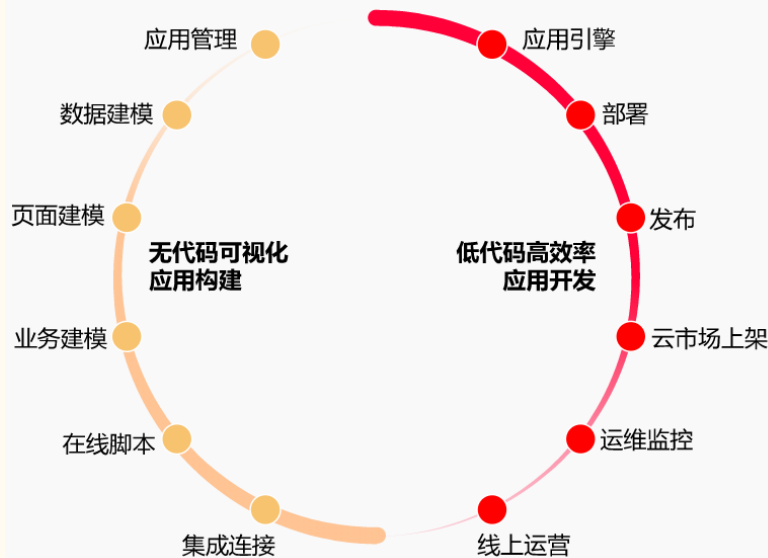 应用管理
应用引擎
数据建模
部署
页面建模
发布
无代码可视化
应用构建
低代码高效率
应用开发
业务建模
云市场上架
在线脚本
运维监控
集成连接
线上运营